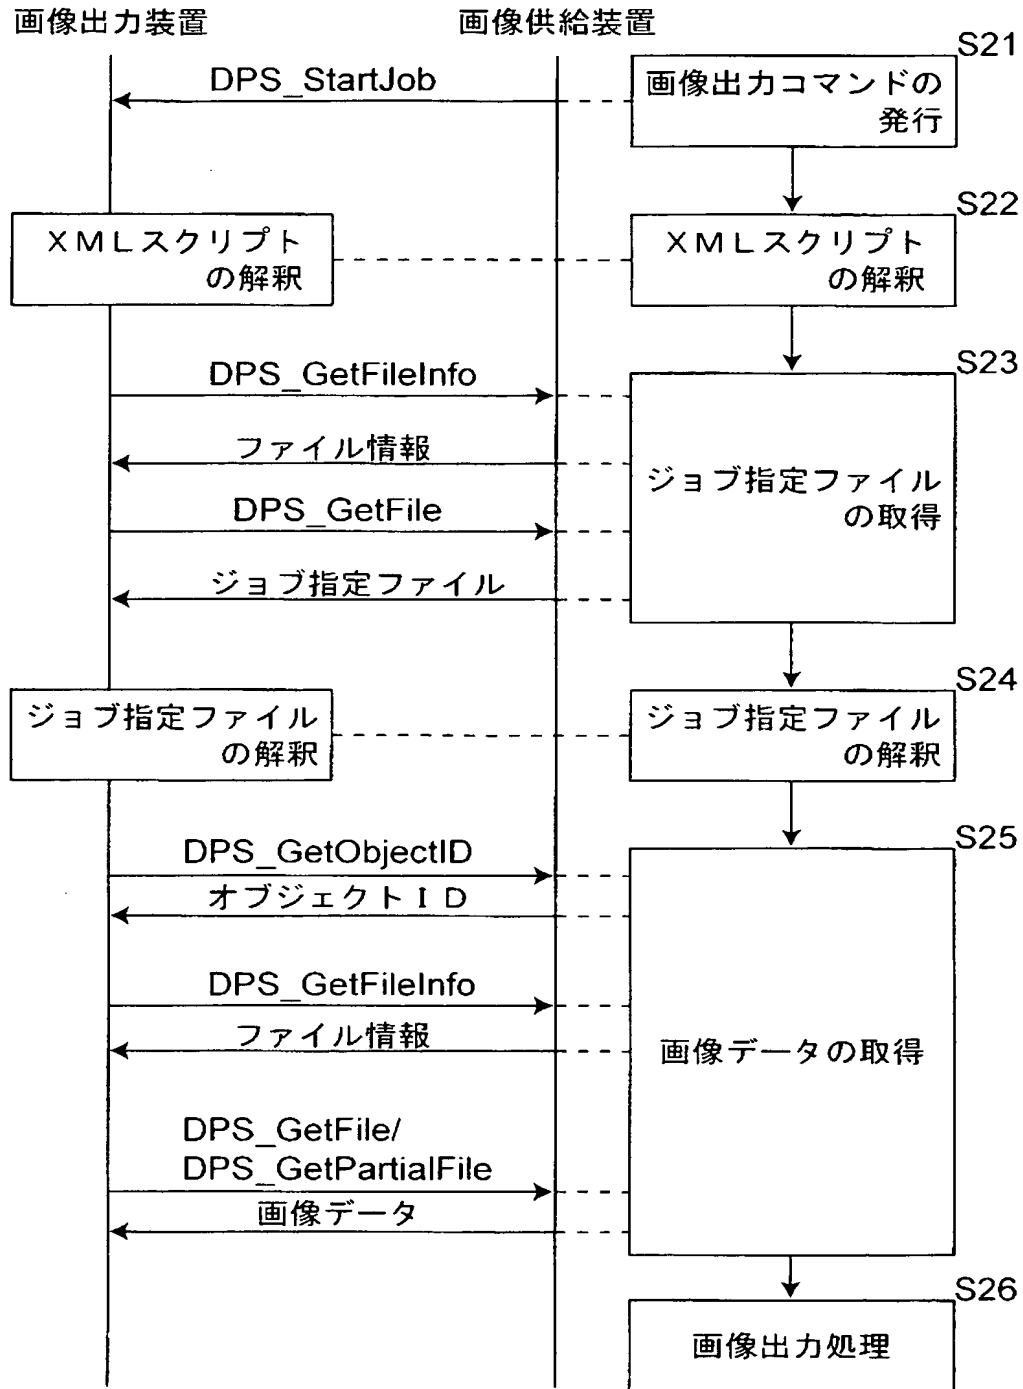 画像出力装置
画像供給装置
S21
DPS_StartJob
画像出力コマンドの
発行
S22
XMLスクリプト
の解釈
XMLスクリプト
の解釈
S23
DPS_GetFileInfo
ファイル情報
DPS_GetFile
ジョブ指定ファイル
ジョブ指定ファイル
の取得
S24
ジョブ指定ファイル
の解釈
ジョブ指定ファイル
の解釈
S25
DPS_GetObjectID
オブジェクトID
DPS_GetFileInfo
ファイル情報
画像データの取得
DPS_GetFile/
DPS_GetPartialFile
画像データ
S26
画像出力処理